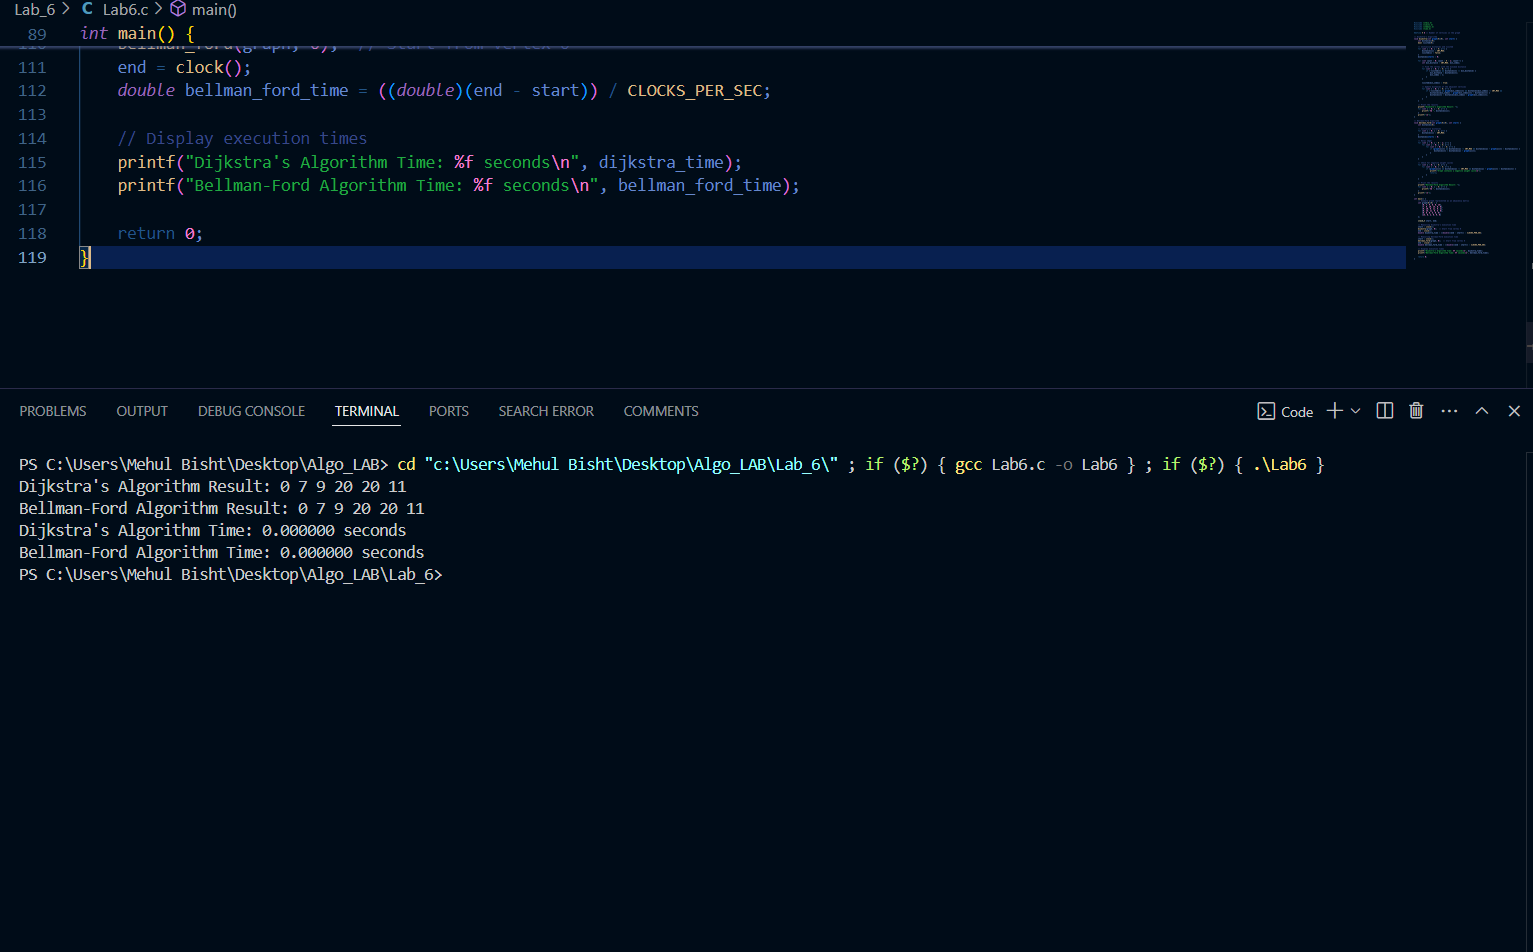 Lab_6 > C Lab6.c > main()
89 int main() {
111 end = clock();
112 double bellman_ford_time = ((double)(end - start)) / CLOCKS_PER_SEC;
113
114 // Display execution times
115 printf("Dijkstra's Algorithm Time: %f seconds\n", dijkstra_time);
116 printf("Bellman-Ford Algorithm Time: %f seconds\n", bellman_ford_time);
117
118 return 0;
119 }
PROBLEMS OUTPUT DEBUG CONSOLE TERMINAL PORTS SEARCH ERROR COMMENTS Code
PS C:\Users\Mehul Bisht\Desktop\Algo_LAB> cd "c:\Users\Mehul Bisht\Desktop\Algo_LAB\Lab_6\" ; if ($?) { gcc Lab6.c -o Lab6 } ; if ($?) { .\Lab6 }
Dijkstra's Algorithm Result: 0 7 9 20 20 11
Bellman-Ford Algorithm Result: 0 7 9 20 20 11
Dijkstra's Algorithm Time: 0.000000 seconds
Bellman-Ford Algorithm Time: 0.000000 seconds
PS C:\Users\Mehul Bisht\Desktop\Algo_LAB\Lab_6>